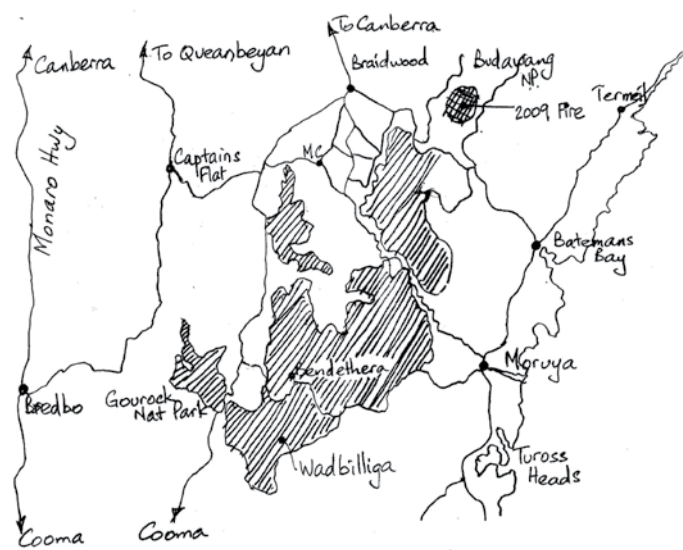 To Canberra
Canberra
To Queanbeyan
Braidwood
Budawang
NP.
2009 Fire
Termeil
Monaro Hwy
Captains
Flat
MC
Batemans
Bay
Bendethera
Moruya
Bredbo
Gourock
Nat Park
Wadbilliga
Tuross
Heads
Cooma
Cooma